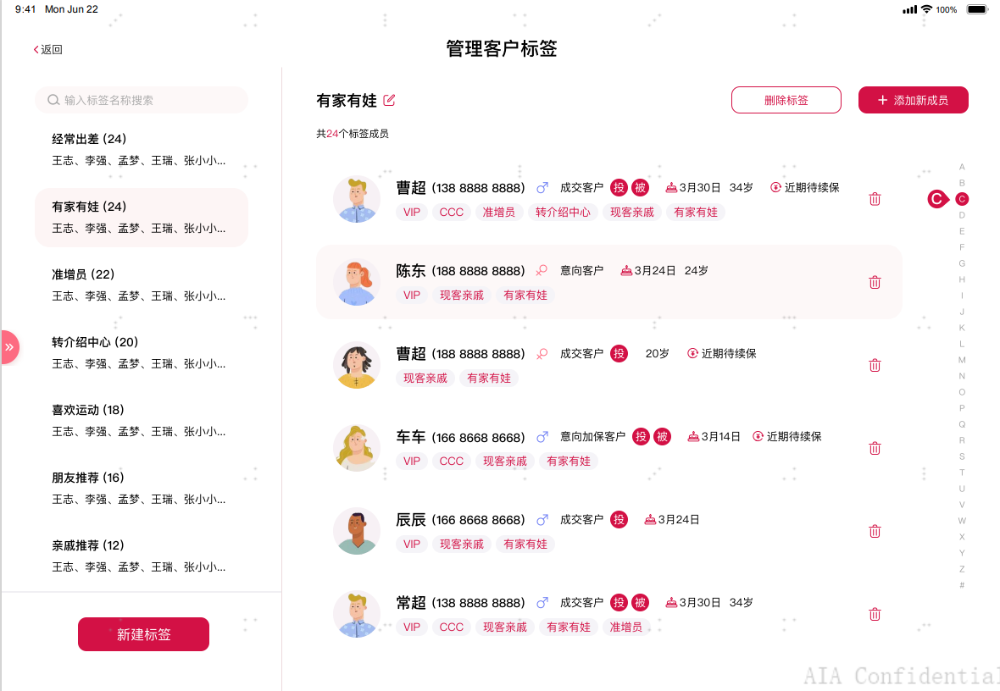 9:41 Mon Jun 22 100%
返回
管理客户标签
输入标签名称搜索
经常出差 (24)
王志、李强、孟梦、王瑞、张小小...
有家有娃 (24)
王志、李强、孟梦、王瑞、张小小...
准增员 (22)
王志、李强、孟梦、王瑞、张小小...
转介绍中心 (20)
王志、李强、孟梦、王瑞、张小小...
喜欢运动 (18)
王志、李强、孟梦、王瑞、张小小...
朋友推荐 (16)
王志、李强、孟梦、王瑞、张小小...
亲戚推荐 (12)
王志、李强、孟梦、王瑞、张小小...
新建标签
有家有娃 删除标签 + 添加新成员
共24个标签成员
曹超 (138 8888 8888) 成交客户 投 被 3月30日 34岁 近期待续保
VIP CCC 准增员 转介绍中心 现客亲戚 有家有娃
陈东 (188 8888 8888) 意向客户 3月24日 24岁
VIP 现客亲戚 有家有娃
曹超 (188 8888 8888) 成交客户 投 20岁 近期待续保
现客亲戚 有家有娃
车车 (166 8668 8668) 意向加保客户 投 被 3月14日 近期待续保
VIP CCC 现客亲戚 有家有娃
辰辰 (166 8668 8668) 成交客户 投 3月24日
VIP 现客亲戚 有家有娃
常超 (138 8888 8888) 成交客户 投 被 3月30日 34岁
VIP CCC 现客亲戚 有家有娃 准增员
A
B
C C
D
E
F
G
H
I
J
K
L
M
N
O
P
Q
R
S
T
U
V
W
X
Y
Z
#
AIA Confidential